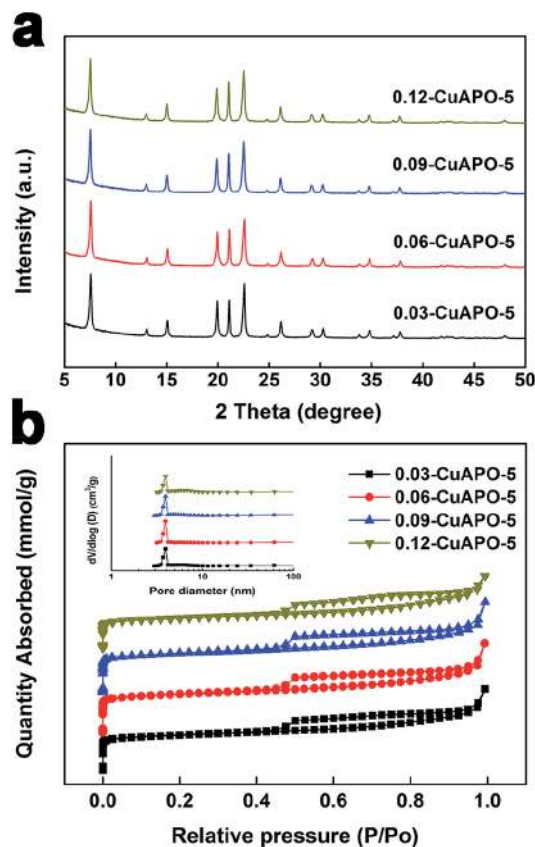 a
0.12-CuAPO-5
0.09-CuAPO-5
0.06-CuAPO-5
0.03-CuAPO-5
Intensity (a.u.)
5 10 15 20 25 30 35 40 45 50
2 Theta (degree)
b
Quantity Absorbed (mmol/g)
dV/dlog (D) (cm³/g)
1 10 100
Pore diameter (nm)
0.03-CuAPO-5
0.06-CuAPO-5
0.09-CuAPO-5
0.12-CuAPO-5
0.0 0.2 0.4 0.6 0.8 1.0
Relative pressure (P/Po)